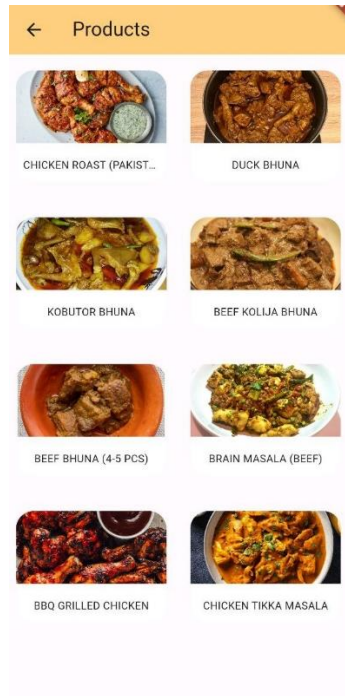 Products
CHICKEN ROAST (PAKIST...
DUCK BHUNA
KOBUTOR BHUNA
BEEF KOLIJA BHUNA
BEEF BHUNA (4-5 PCS)
BRAIN MASALA (BEEF)
BBQ GRILLED CHICKEN
CHICKEN TIKKA MASALA